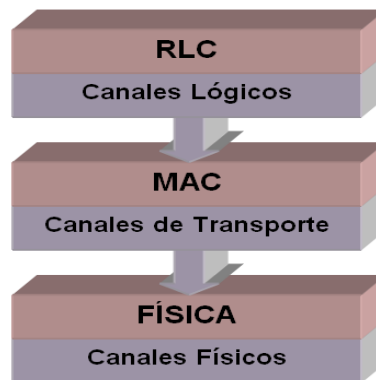 RLC
Canales Lógicos
MAC
Canales de Transporte
FÍSICA
Canales Físicos